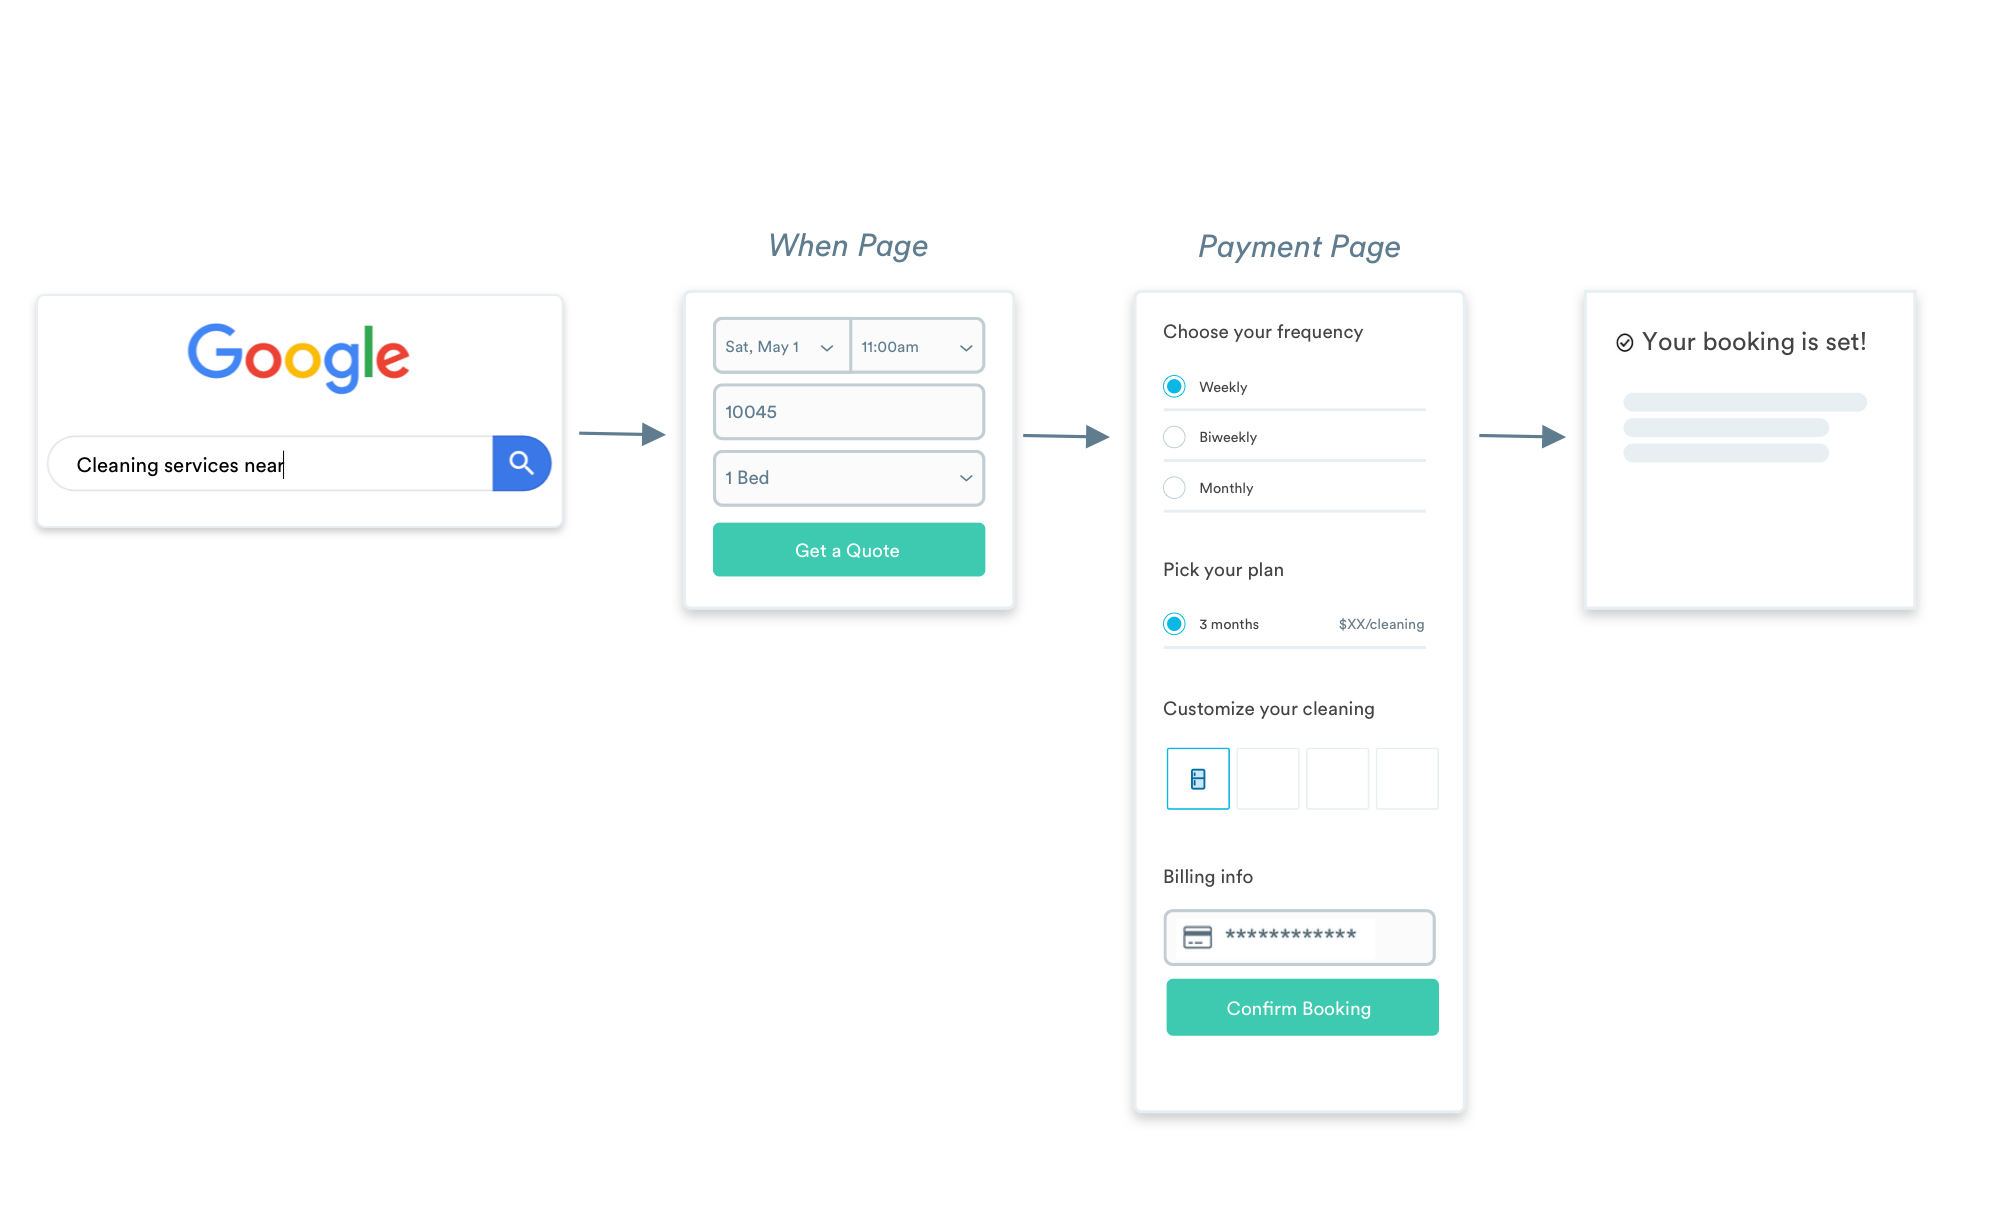 When Page
Payment Page
Google
Cleaning services near
Sat, May 1
11:00am
10045
1 Bed
Get a Quote
Choose your frequency
Weekly
Biweekly
Monthly
Pick your plan
3 months $XX/cleaning
Customize your cleaning
Billing info
************
Confirm Booking
Your booking is set!